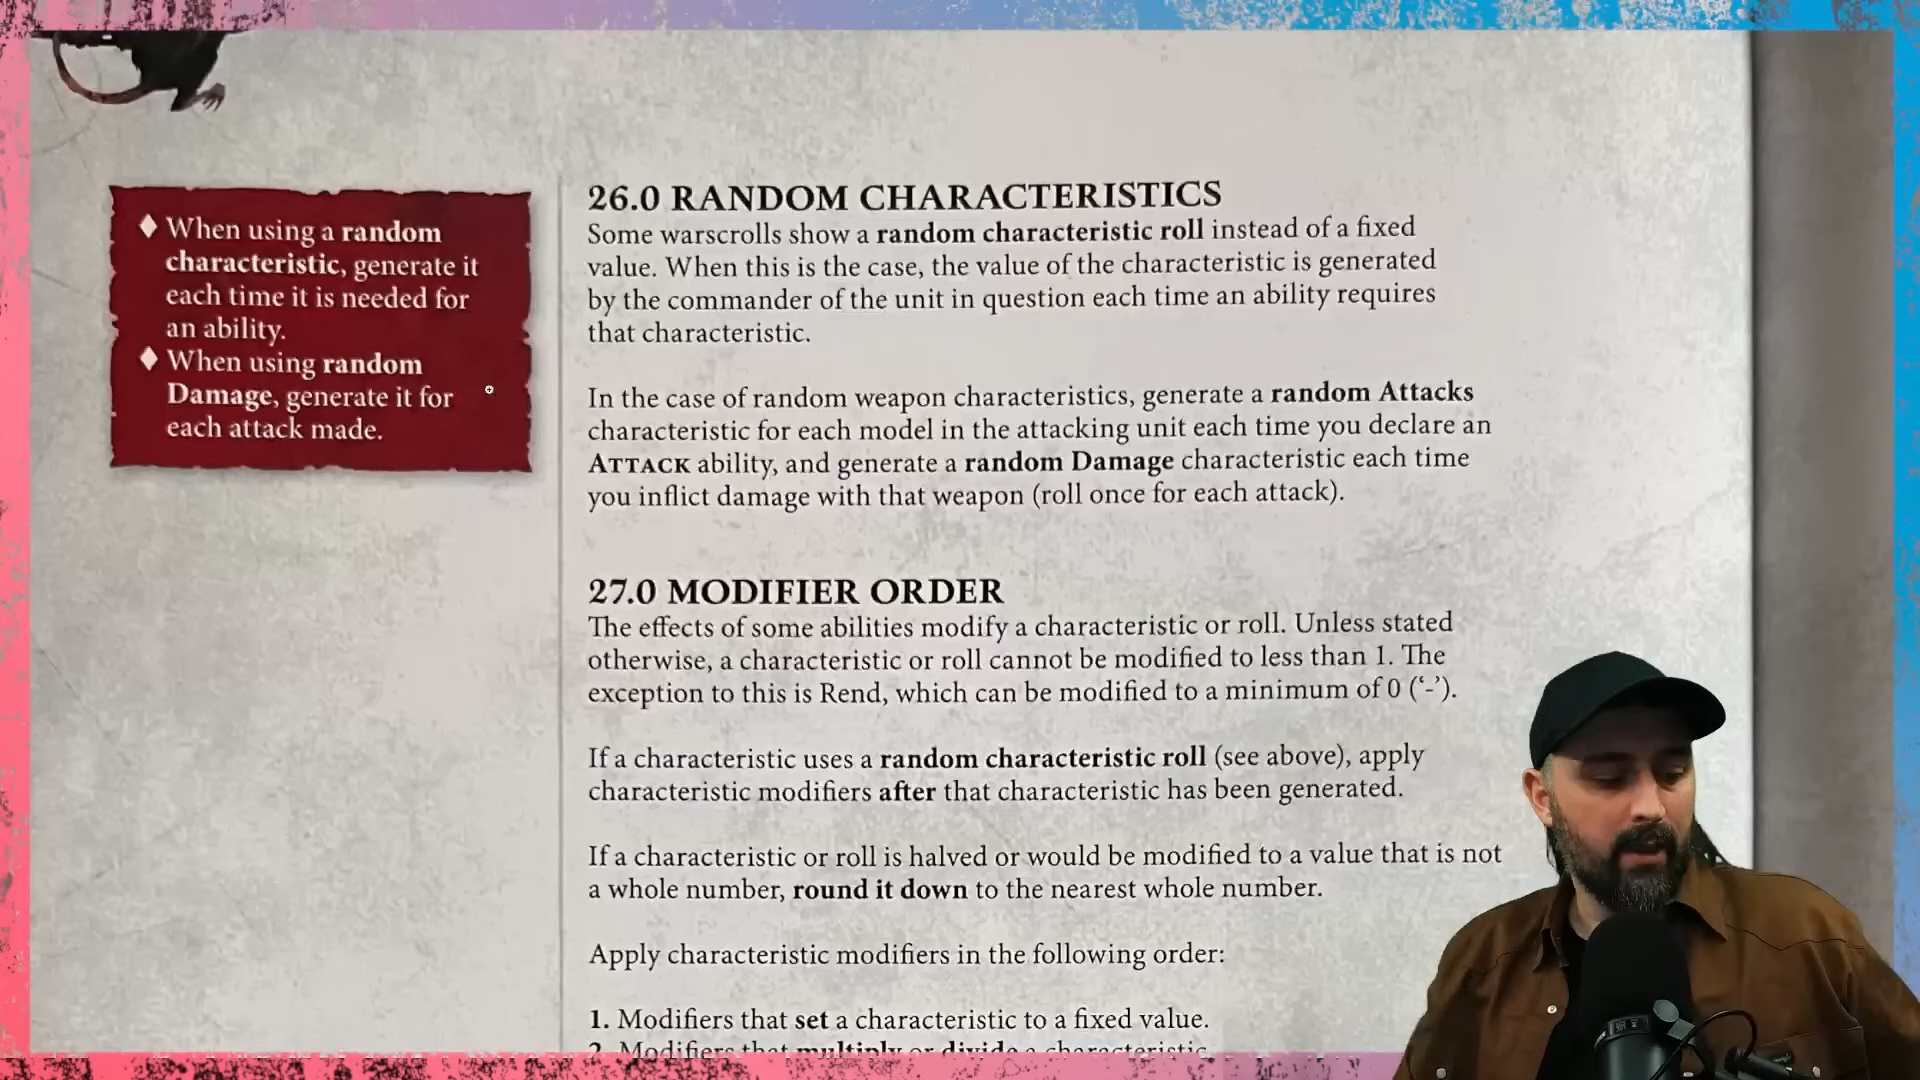 ◆ When using a random
characteristic, generate it
each time it is needed for
an ability.
◆ When using random
Damage, generate it for
each attack made.
26.0 RANDOM CHARACTERISTICS
Some warscrolls show a random characteristic roll instead of a fixed
value. When this is the case, the value of the characteristic is generated
by the commander of the unit in question each time an ability requires
that characteristic.
In the case of random weapon characteristics, generate a random Attacks
characteristic for each model in the attacking unit each time you declare an
ATTACK ability, and generate a random Damage characteristic each time
you inflict damage with that weapon (roll once for each attack).
27.0 MODIFIER ORDER
The effects of some abilities modify a characteristic or roll. Unless stated
otherwise, a characteristic or roll cannot be modified to less than 1. The
exception to this is Rend, which can be modified to a minimum of 0 (‘-’).
If a characteristic uses a random characteristic roll (see above), apply
characteristic modifiers after that characteristic has been generated.
If a characteristic or roll is halved or would be modified to a value that is not
a whole number, round it down to the nearest whole number.
Apply characteristic modifiers in the following order:
1. Modifiers that set a characteristic to a fixed value.
2. Modifiers that multiply or divide a characteristic.